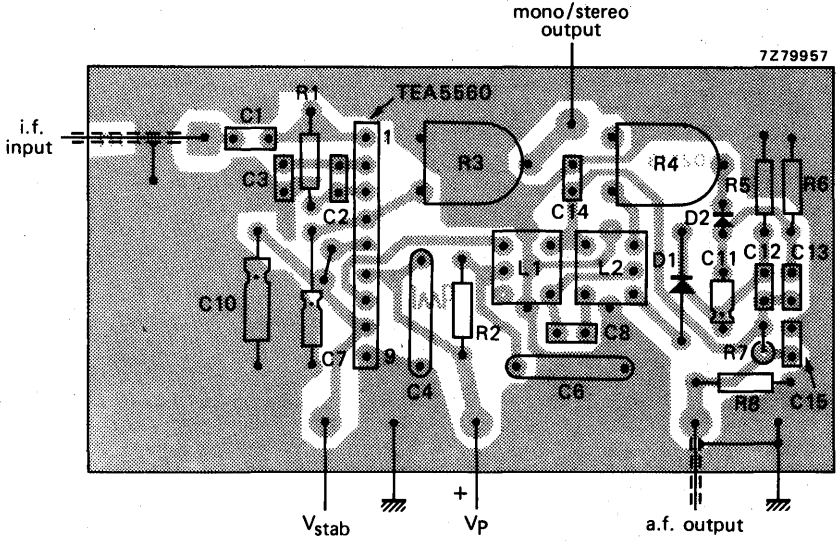 mono/stereo
output
7Z79957
TEA5560
R1
C1
i.f.
input
1
R3
R4
C3
R5
R6
C2
C14
D2
C12
C13
L1
L2
D1
C11
C10
R2
C8
R7
C7
9
C4
C6
R8
C15
+
Vstab
VP
a.f. output